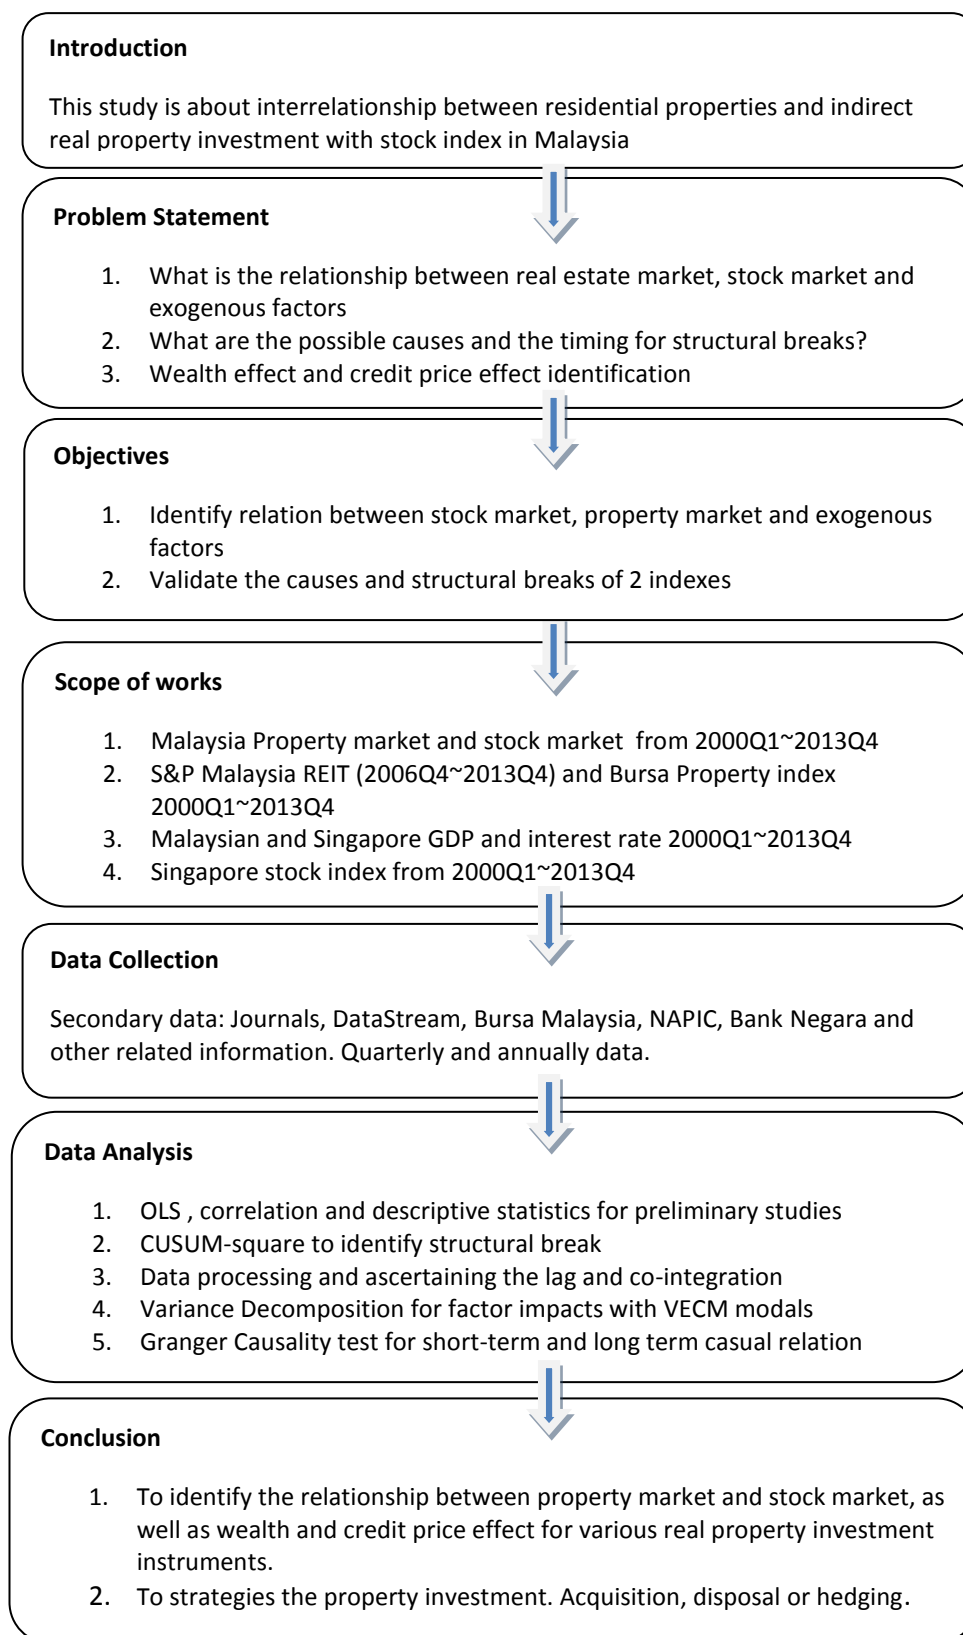 Introduction
This study is about interrelationship between residential properties and indirect
real property investment with stock index in Malaysia
Problem Statement
1. What is the relationship between real estate market, stock market and
exogenous factors
2. What are the possible causes and the timing for structural breaks?
3. Wealth effect and credit price effect identification
Objectives
1. Identify relation between stock market, property market and exogenous
factors
2. Validate the causes and structural breaks of 2 indexes
Scope of works
1. Malaysia Property market and stock market from 2000Q1~2013Q4
2. S&P Malaysia REIT (2006Q4~2013Q4) and Bursa Property index
2000Q1~2013Q4
3. Malaysian and Singapore GDP and interest rate 2000Q1~2013Q4
4. Singapore stock index from 2000Q1~2013Q4
Data Collection
Secondary data: Journals, DataStream, Bursa Malaysia, NAPIC, Bank Negara and
other related information. Quarterly and annually data.
Data Analysis
1. OLS , correlation and descriptive statistics for preliminary studies
2. CUSUM-square to identify structural break
3. Data processing and ascertaining the lag and co-integration
4. Variance Decomposition for factor impacts with VECM modals
5. Granger Causality test for short-term and long term casual relation
Conclusion
1. To identify the relationship between property market and stock market, as
well as wealth and credit price effect for various real property investment
instruments.
2. To strategies the property investment. Acquisition, disposal or hedging.